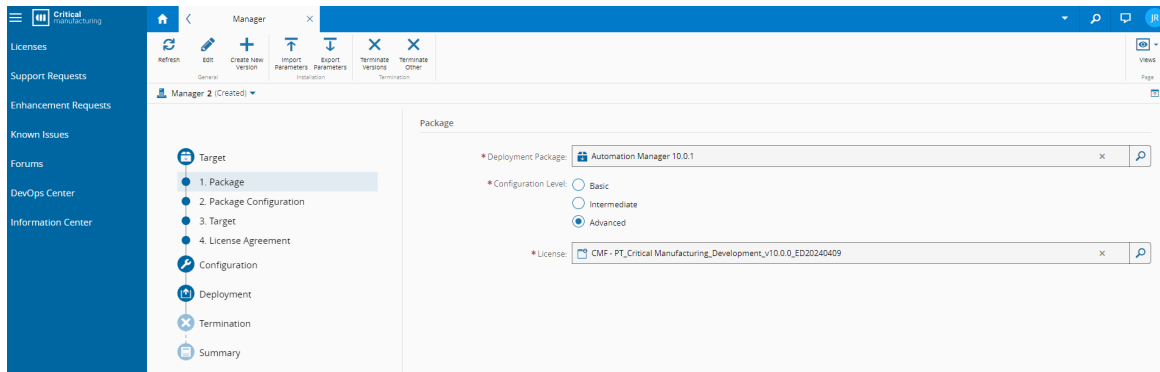 Critical
manufacturing
Manager
JR
Licenses
Support Requests
Enhancement Requests
Known Issues
Forums
DevOps Center
Information Center
Refresh
Edit
Create New
Version
Import
Parameters
Export
Parameters
Terminate
Versions
Terminate
Other
Views
General
Installation
Termination
Page
Manager 2 (Created)
Target
1. Package
2. Package Configuration
3. Target
4. License Agreement
Configuration
Deployment
Termination
Summary
Package
*Deployment Package: Automation Manager 10.0.1
*Configuration Level: Basic
Intermediate
Advanced
*License: CMF - PT_Critical Manufacturing_Development_v10.0.0_ED20240409